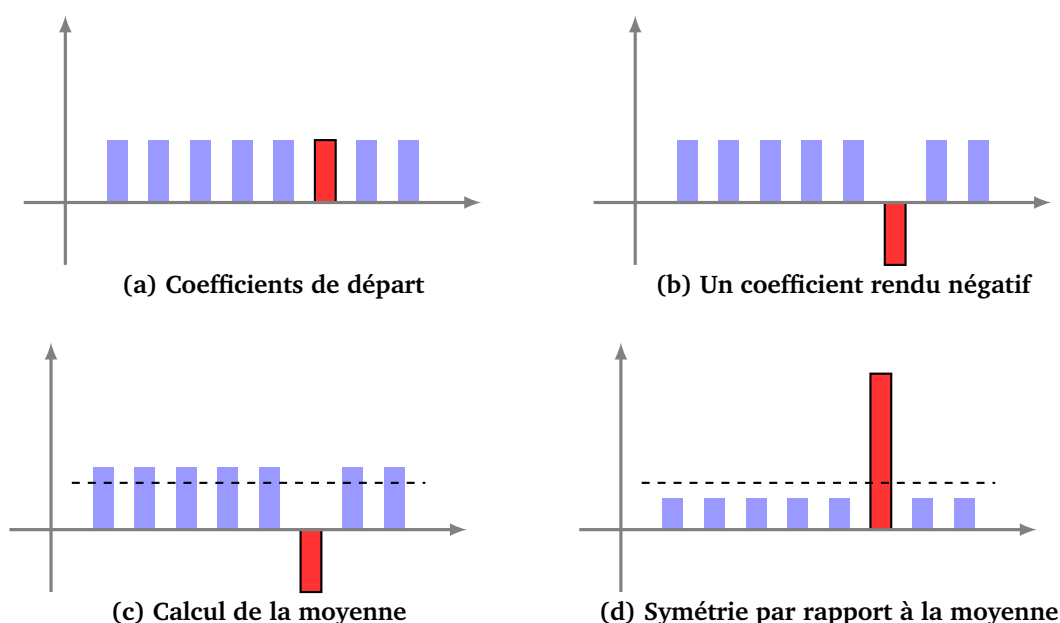 (a) Coefficients de départ
(b) Un coefficient rendu négatif
(c) Calcul de la moyenne
(d) Symétrie par rapport à la moyenne